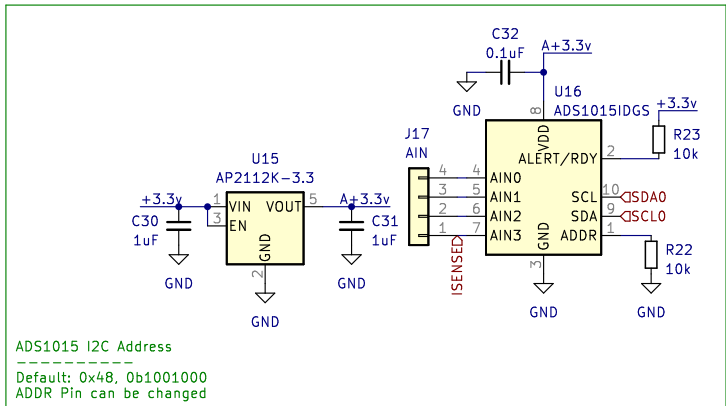 C32
0.1uF
A+3.3v
GND
U16
ADS1015IDGS
+3.3v
8
VDD
R23
10k
J17
AIN
ALERT/RDY
2
4
4
AIN0
3
5
AIN1
SCL
10
SDA0
2
6
AIN2
SDA
9
SCL0
1
7
AIN3
ADDR
1
GND
3
ISENSE
R22
10k
GND
GND
U15
AP2112K-3.3
+3.3v
1
VIN
VOUT
5
A+3.3v
C30
1uF
3
EN
C31
1uF
GND
2
GND
GND
GND
ADS1015 I2C Address
-----------
Default: 0x48, 0b1001000
ADDR Pin can be changed